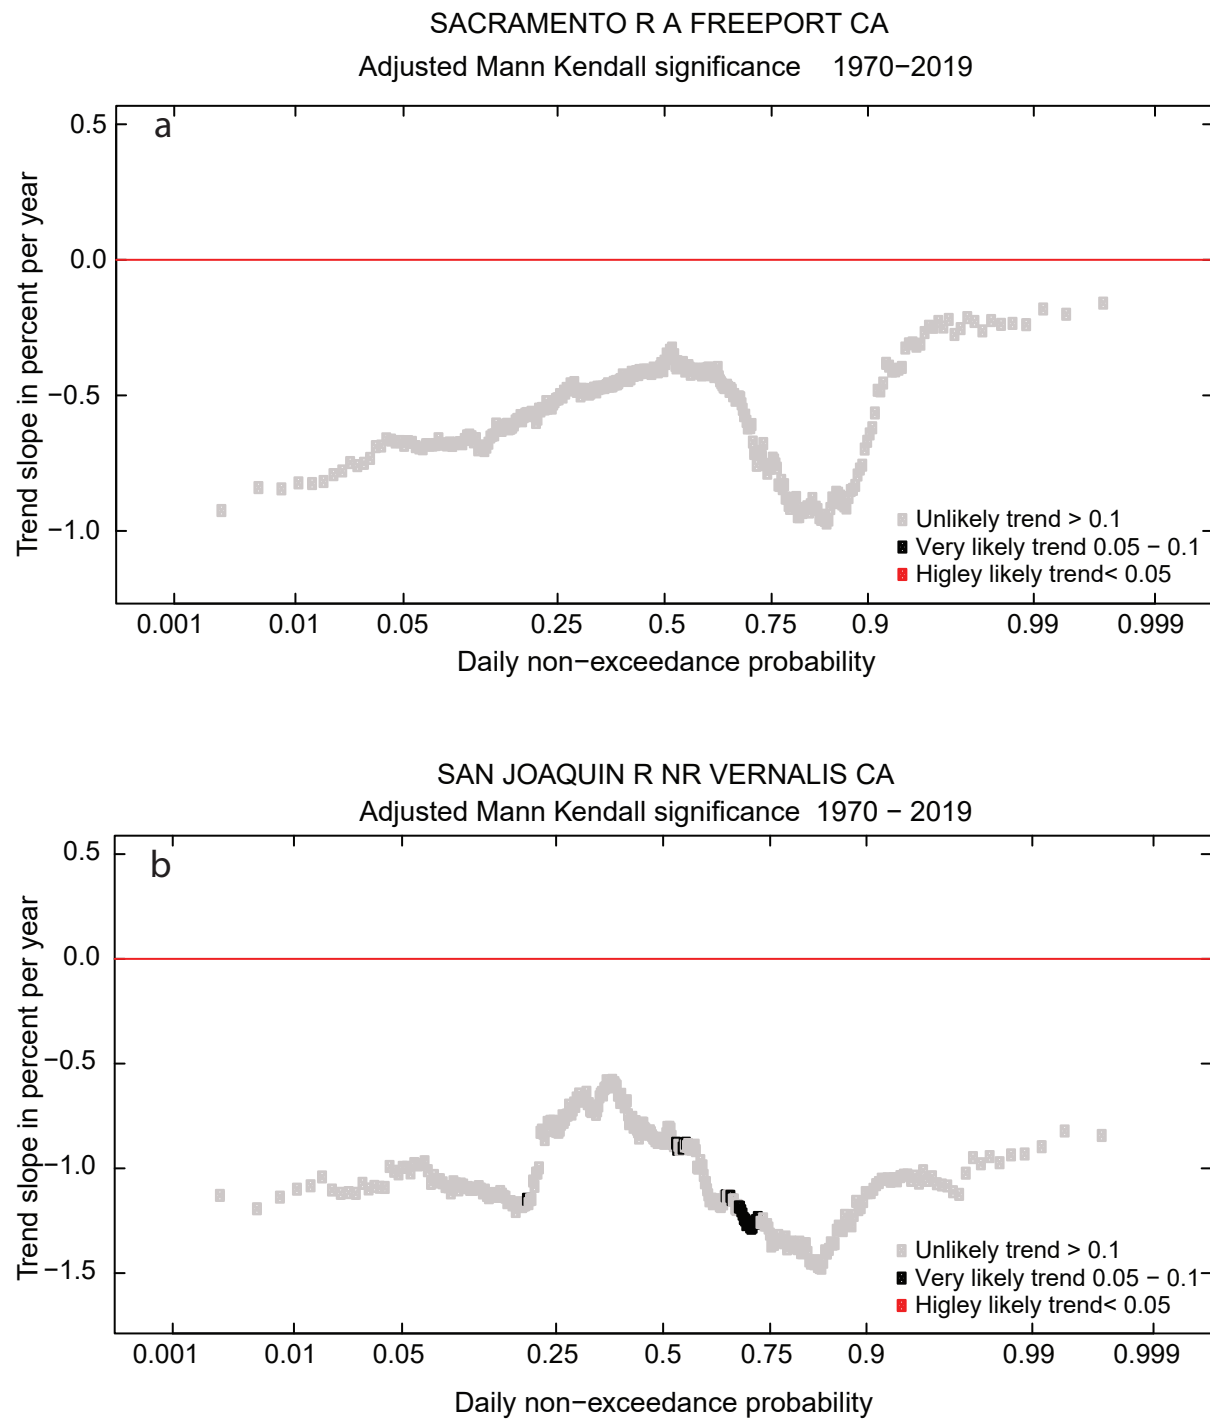 SACRAMENTO R A FREEPORT CA
Adjusted Mann Kendall significance 1970−2019
a
Trend slope in percent per year
0.5
0.0
−0.5
−1.0
Unlikely trend > 0.1
Very likely trend 0.05 − 0.1
Higley likely trend< 0.05
0.001 0.01 0.05 0.25 0.5 0.75 0.9 0.99 0.999
Daily non−exceedance probability
SAN JOAQUIN R NR VERNALIS CA
Adjusted Mann Kendall significance 1970 − 2019
b
Trend slope in percent per year
0.5
0.0
−0.5
−1.0
−1.5
Unlikely trend > 0.1
Very likely trend 0.05 − 0.1
Higley likely trend< 0.05
0.001 0.01 0.05 0.25 0.5 0.75 0.9 0.99 0.999
Daily non−exceedance probability